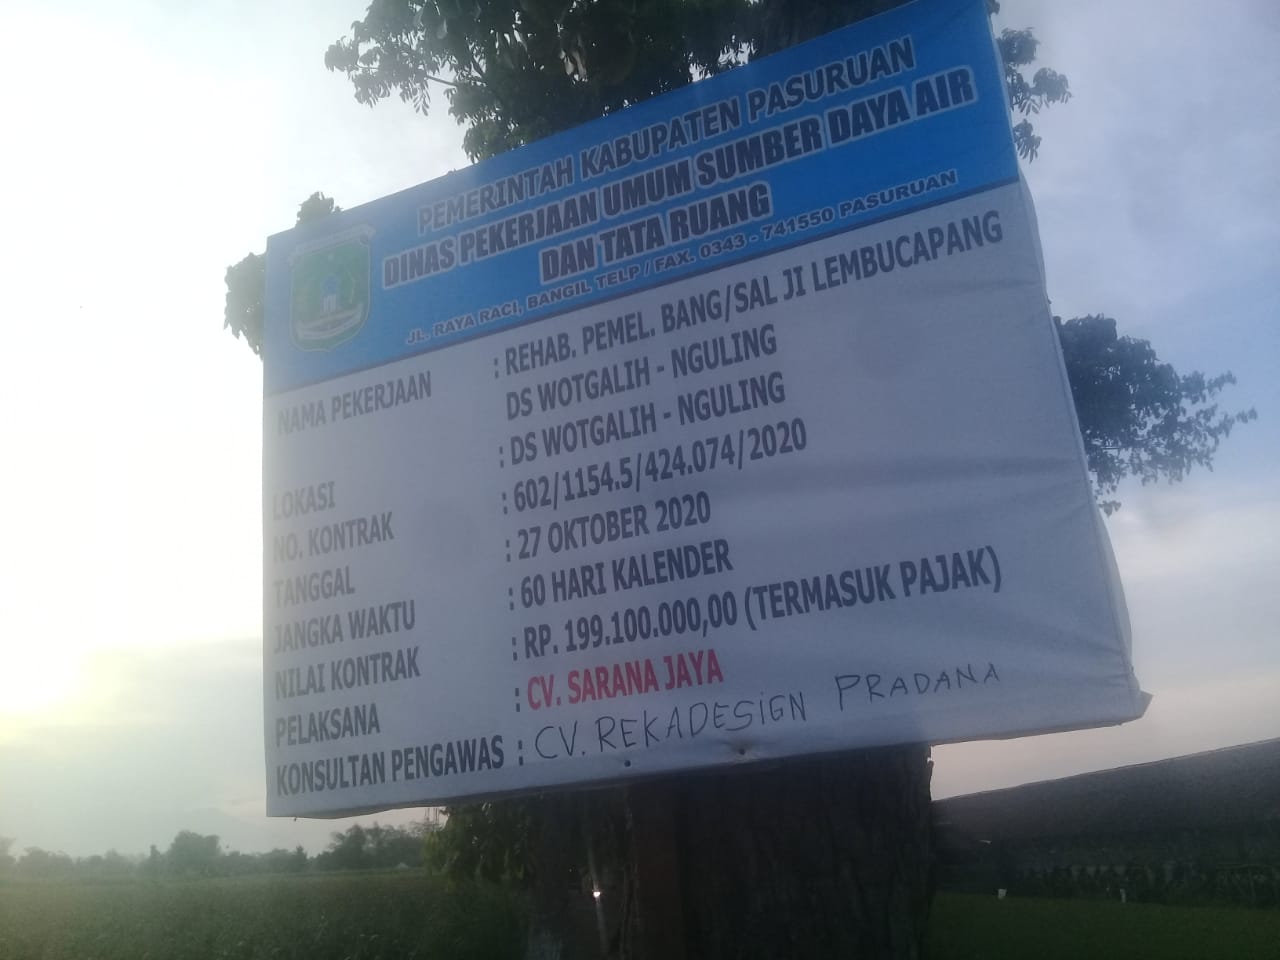 PEMERINTAH KABUPATEN PASURUAN
DINAS PEKERJAAN UMUM SUMBER DAYA AIR
DAN TATA RUANG
JL. RAYA RACI, BANGIL TELP / FAX. 0343 - 741550 PASURUAN
NAMA PEKERJAAN : REHAB. PEMEL. BANG/SAL JI LEMBUCAPANG
DS WOTGALIH - NGULING
LOKASI : DS WOTGALIH - NGULING
NO. KONTRAK : 602/1154.5/424.074/2020
TANGGAL : 27 OKTOBER 2020
JANGKA WAKTU : 60 HARI KALENDER
NILAI KONTRAK : RP. 199.100.000,00 (TERMASUK PAJAK)
PELAKSANA : CV. SARANA JAYA
KONSULTAN PENGAWAS : CV. REKADESIGN PRADANA